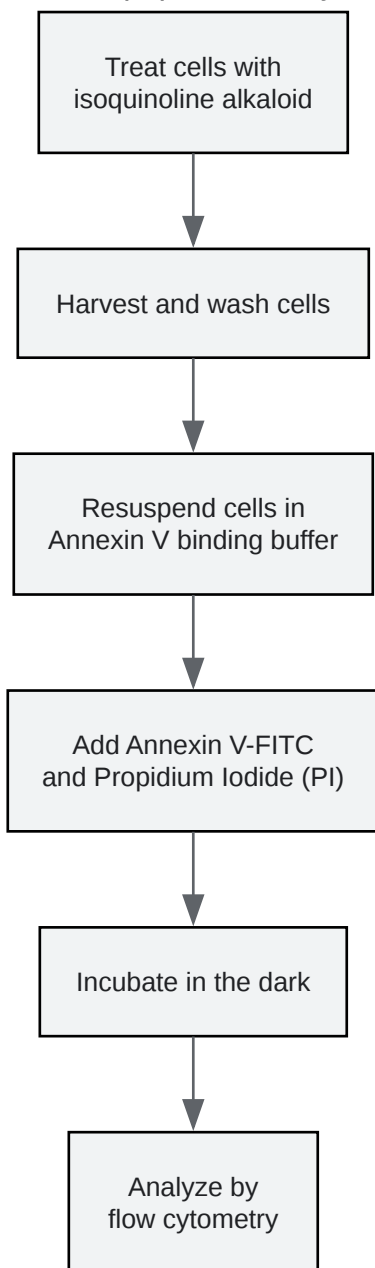 Treat cells with
isoquinoline alkaloid
Harvest and wash cells
Resuspend cells in
Annexin V binding buffer
Add Annexin V-FITC
and Propidium Iodide (PI)
Incubate in the dark
Analyze by
flow cytometry